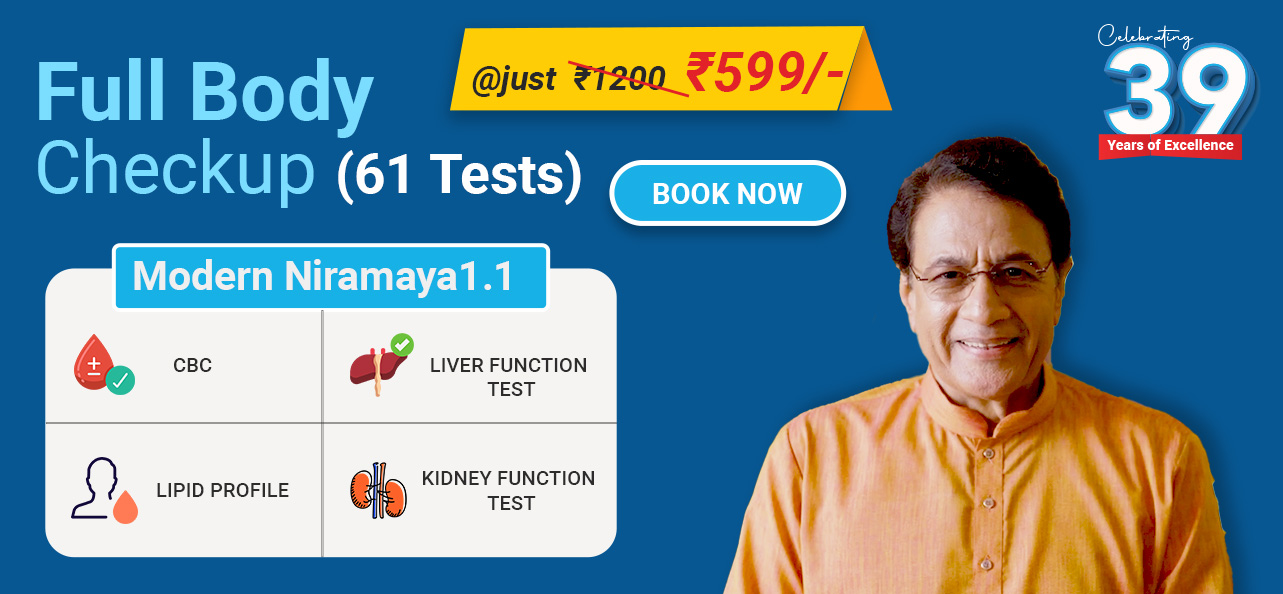 Full Body
Checkup (61 Tests)
@just ₹1200 ₹599/-
BOOK NOW
Celebrating
39
Years of Excellence
Modern Niramaya1.1
CBC
LIVER FUNCTION
TEST
LIPID PROFILE
KIDNEY FUNCTION
TEST